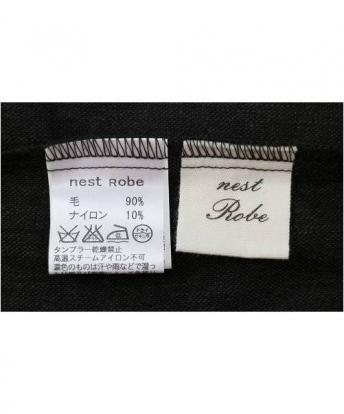 nest Robe
毛 90%
ナイロン 10%
タンブラー乾燥禁止
高温スチームアイロン不可
濃色のものは汗や雨などで湿っ
nest
Robe